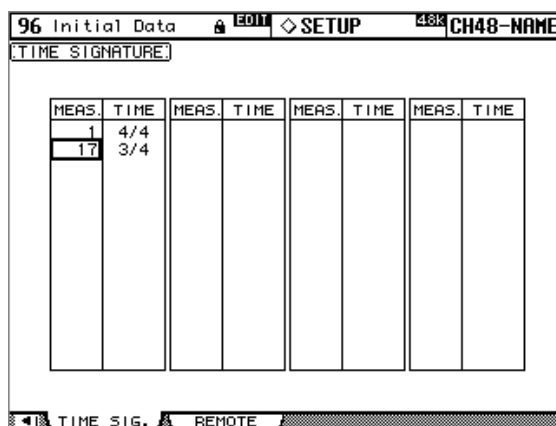 96 Initial Data EDIT ◇SETUP 48K CH48-NAME
TIME SIGNATURE
MEAS. TIME MEAS. TIME MEAS. TIME MEAS. TIME
1 4/4
17 3/4
TIME SIG. REMOTE